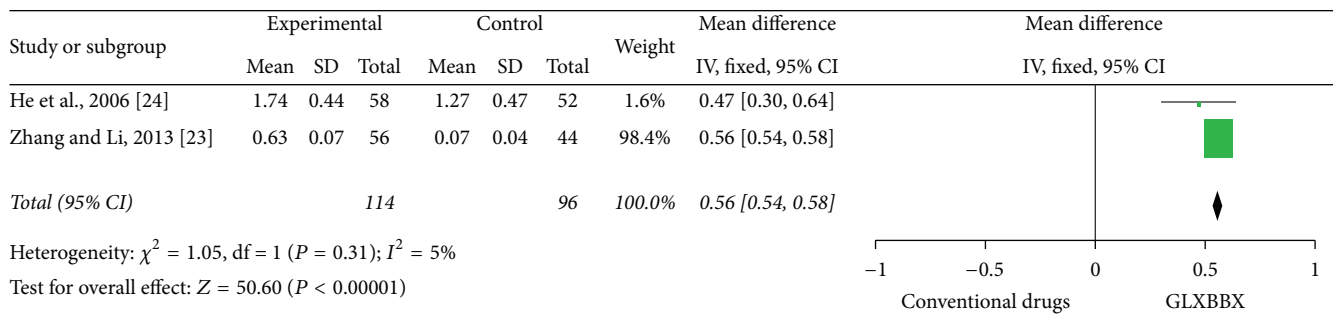 Experimental Control Mean difference Mean difference
Study or subgroup Weight
Mean SD Total Mean SD Total IV, fixed, 95% CI IV, fixed, 95% CI
He et al., 2006 [24] 1.74 0.44 58 1.27 0.47 52 1.6% 0.47 [0.30, 0.64]
Zhang and Li, 2013 [23] 0.63 0.07 56 0.07 0.04 44 98.4% 0.56 [0.54, 0.58]
Total (95% CI) 114 96 100.0% 0.56 [0.54, 0.58]
Heterogeneity: χ² = 1.05, df = 1 (P = 0.31); I² = 5%
Test for overall effect: Z = 50.60 (P < 0.00001)
−1 −0.5 0 0.5 1
Conventional drugs GLXBBX